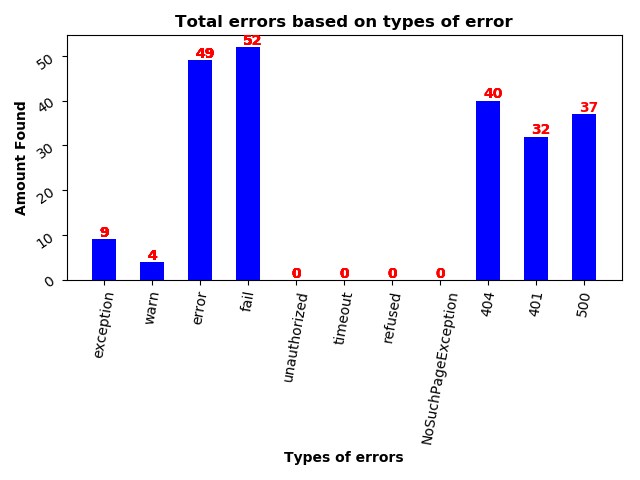 Total errors based on types of error
Amount Found
50
40
30
20
10
0
9
4
49
52
0
0
0
0
40
32
37
exception
warn
error
fail
unauthorized
timeout
refused
NoSuchPageException
404
401
500
Types of errors